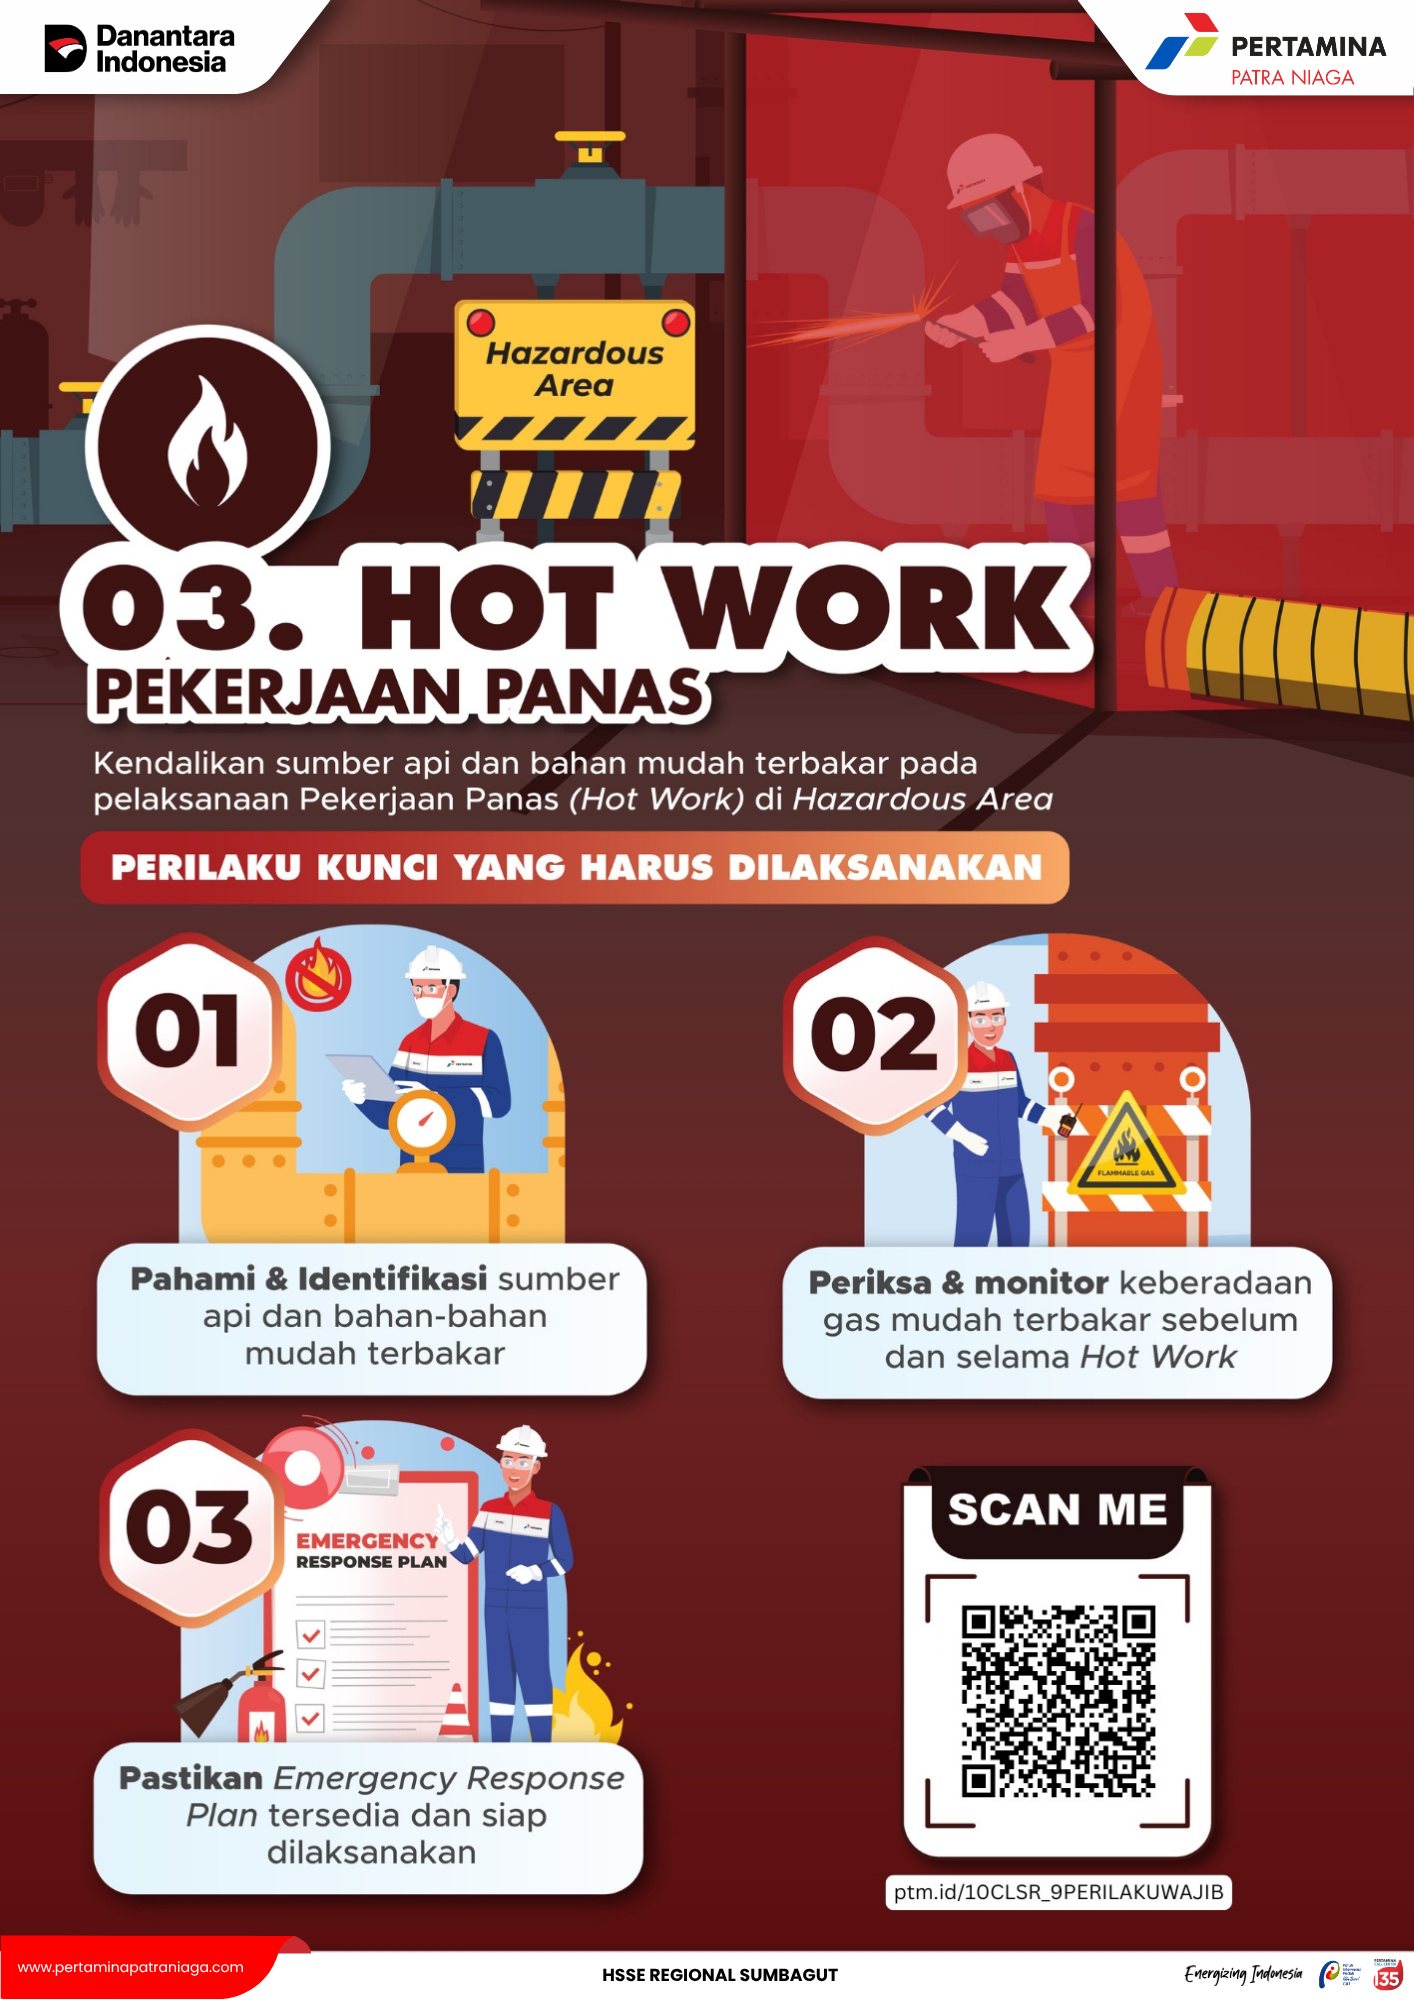 Danantara
Indonesia
PERTAMINA
PATRA NIAGA
Hazardous
Area
03. HOT WORK
PEKERJAAN PANAS
Kendalikan sumber api dan bahan mudah terbakar pada
pelaksanaan Pekerjaan Panas (Hot Work) di Hazardous Area
PERILAKU KUNCI YANG HARUS DILAKSANAKAN
01
Pahami & Identifikasi sumber
api dan bahan-bahan
mudah terbakar
02
FLAMMABLE GAS
Periksa & monitor keberadaan
gas mudah terbakar sebelum
dan selama Hot Work
03
EMERGENCY
RESPONSE PLAN
Pastikan Emergency Response
Plan tersedia dan siap
dilaksanakan
SCAN ME
ptm.id/10CLSR_9PERILAKUWAJIB
www.pertaminapatraniaga.com
HSSE REGIONAL SUMBAGUT
Energizing Indonesia
135